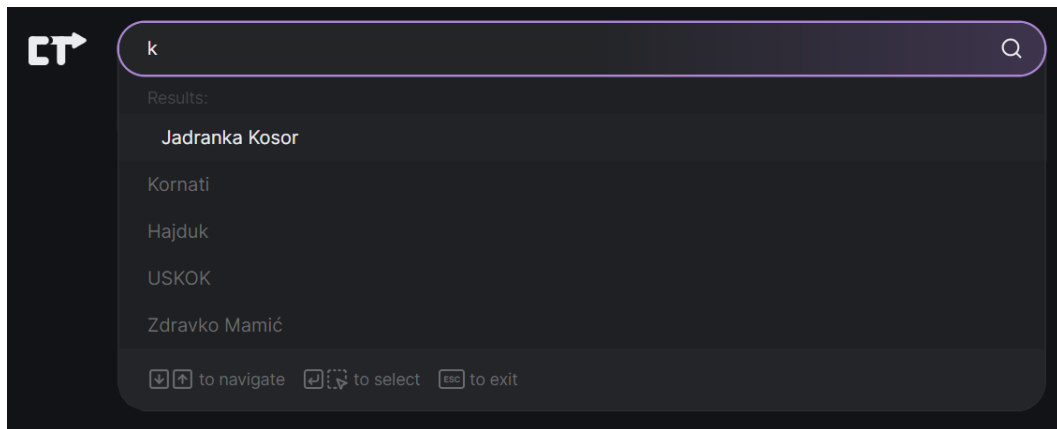 CT
k
Results:
Jadranka Kosor
Kornati
Hajduk
USKOK
Zdravko Mamić
to navigate to select ESC to exit